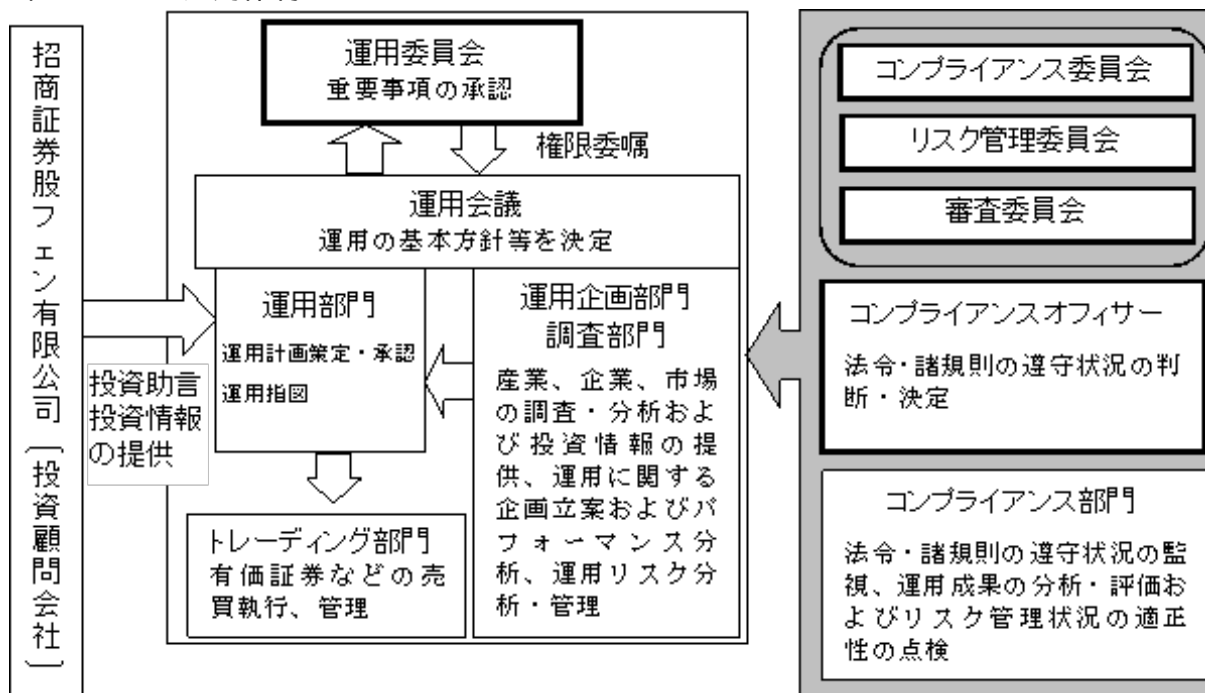 招商証券股フェン有限公司〔投資顧問会社〕
投資助言
投資情報
の提供
運用委員会
重要事項の承認
権限委嘱
運用会議
運用の基本方針等を決定
運用部門
運用計画策定・承認
運用指図
運用企画部門
調査部門
産業、企業、市場
の調査・分析およ
び投資情報の提
供、運用に関する
企画立案およびパ
フォーマンス分
析、運用リスク分
析・管理
トレーディング部門
有価証券などの売
買執行、管理
コンプライアンス委員会
リスク管理委員会
審査委員会
コンプライアンスオフィサー
法令・諸規則の遵守状況の判
断・決定
コンプライアンス部門
法令・諸規則の遵守状況の監
視、運用成果の分析・評価お
よびリスク管理状況の適正
性の点検